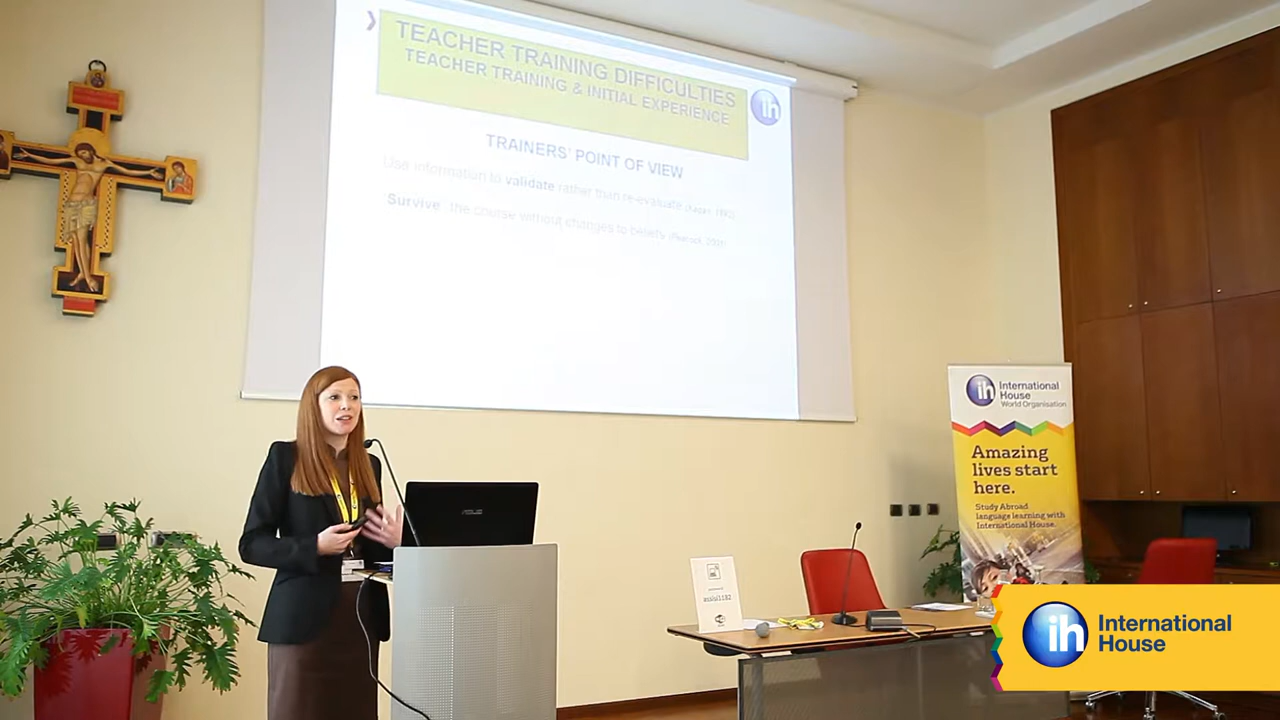 TEACHER TRAINING DIFFICULTIES
TEACHER TRAINING & INITIAL EXPERIENCE
ih
TRAINERS' POINT OF VIEW
Use information to validate rather than re-evaluate
Survive the course without changes to beliefs
ASUS
ih International
House
World Organisation
Amazing
lives start
here.
Study Abroad
language learning with
International House.
assisi1182
ih International
House